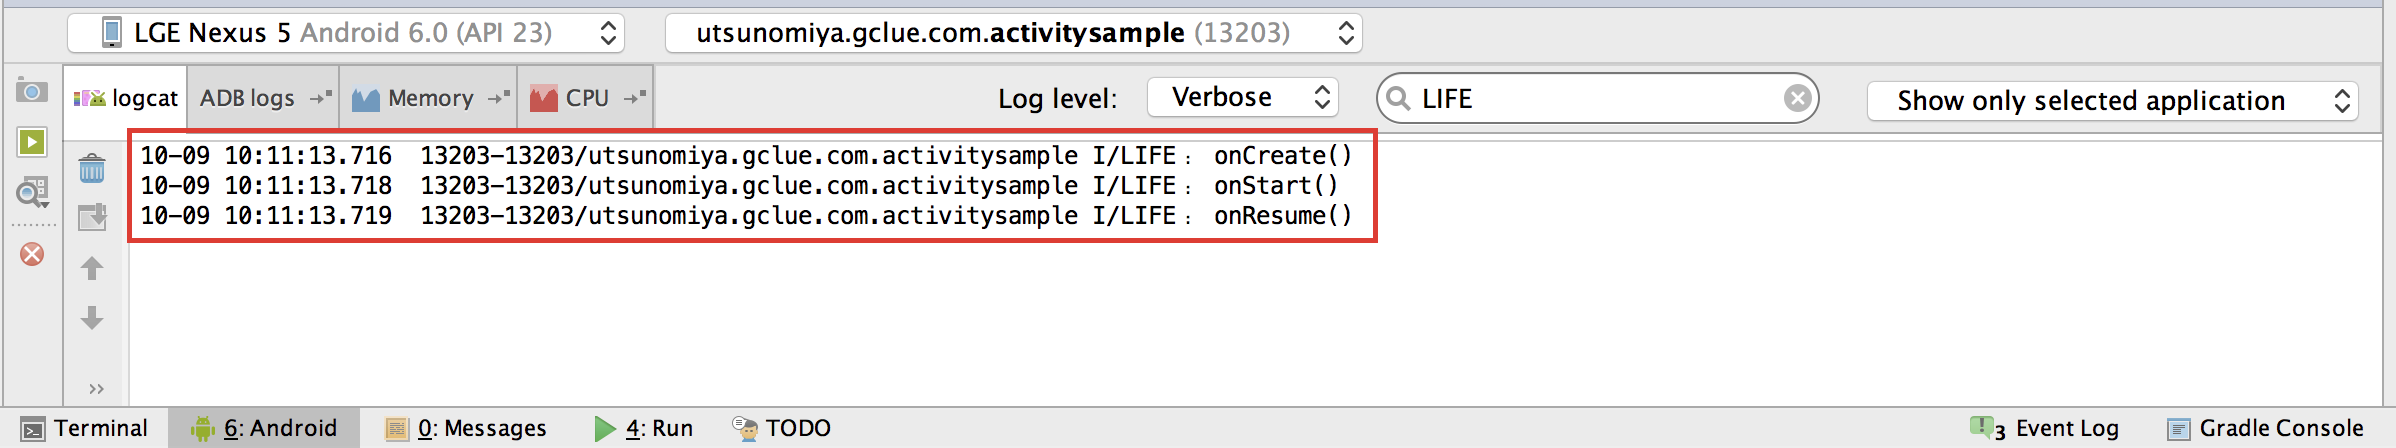 LGE Nexus 5 Android 6.0 (API 23) utsunomiya.gclue.com.activitysample (13203)
logcat ADB logs Memory CPU Log level: Verbose LIFE Show only selected application
10-09 10:11:13.716 13203-13203/utsunomiya.gclue.com.activitysample I/LIFE: onCreate()
10-09 10:11:13.718 13203-13203/utsunomiya.gclue.com.activitysample I/LIFE: onStart()
10-09 10:11:13.719 13203-13203/utsunomiya.gclue.com.activitysample I/LIFE: onResume()
Terminal 6: Android 0: Messages 4: Run TODO 3 Event Log Gradle Console